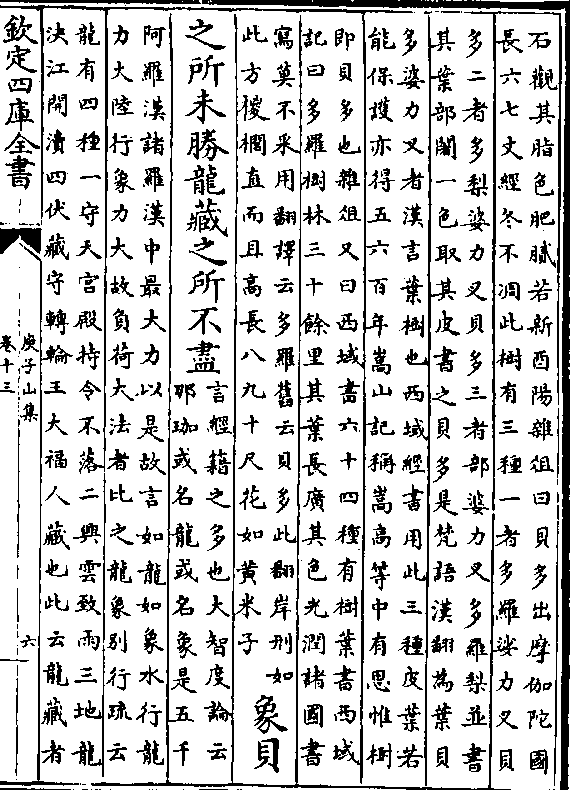 石觀其脂色肥膩若新酉陽雜俎曰貝多出摩伽陀國
長六七丈經冬不凋此樹有三種一者多羅娑力叉貝
多二者多梨婆力叉貝多三者部婆力叉多羅梨並書
其葉部闍一色取其皮書之貝多是梵語漢翻為葉貝
多婆力叉者漢言葉樹也西域經書用此三種皮葉若
能保護亦得五六百年嵩山記稱嵩高等中有思惟樹
即貝多也雜俎又曰西域書六十四種有樹葉書西域
記曰多羅樹林三十餘里其葉長廣其色光潤諸國書
寫莫不采用翻譯云多羅舊云貝多此翻岸刑如
此方椶櫚直而且高長八九十尺花如黄米子
象貝
之所未勝龍藏之所不盡
言經籍之多也大智度論云
那珈或名龍或名象是五千
阿羅漢諸羅漢中最大力以是故言如龍如象水行龍
力大陸行象力大故負荷大法者比之龍象别行疏云
龍有四種一守天宫殿持令不落二興雲致雨三地龍
決江開瀆四伏藏守轉輪王大福人藏也此云龍藏者
欽定四庫全書
庾子山集
卷十三
六